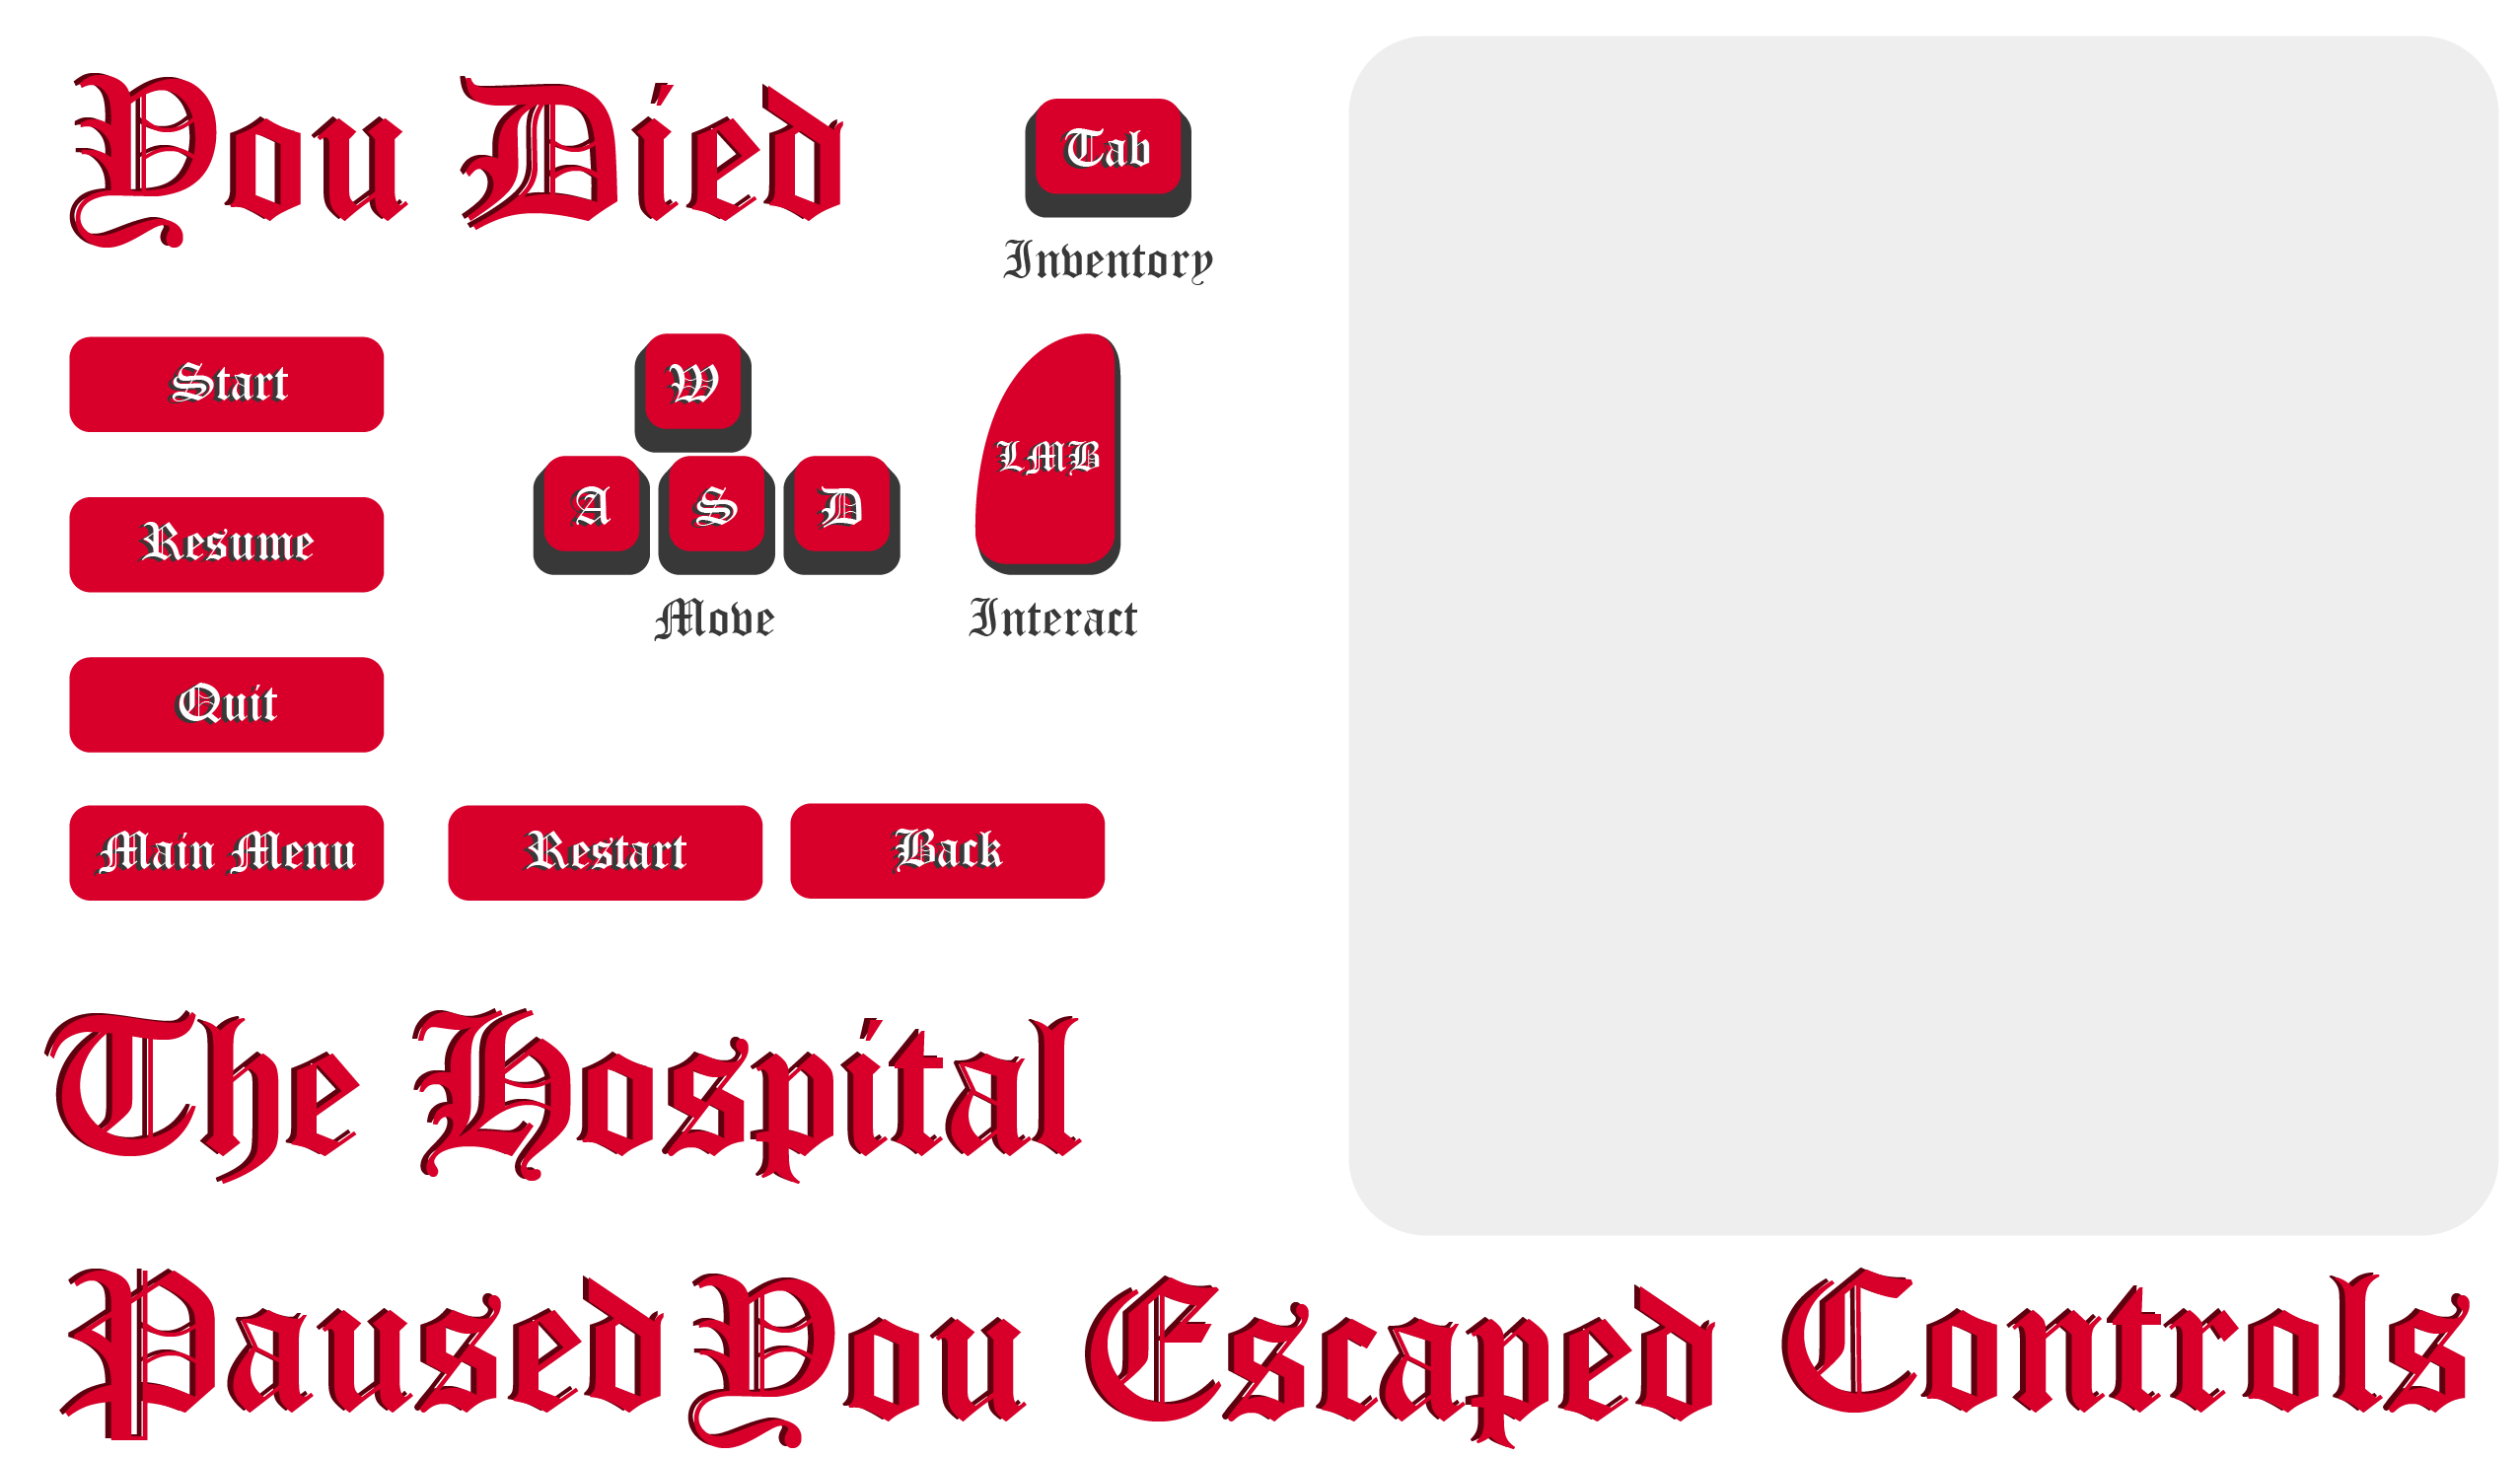 You Died
Tab
Inventory
Start
W
LMB
A S D
Resume
Move
Interact
Quit
Main Menu
Restart
Back
The Hospital
Paused
You Escaped
Controls